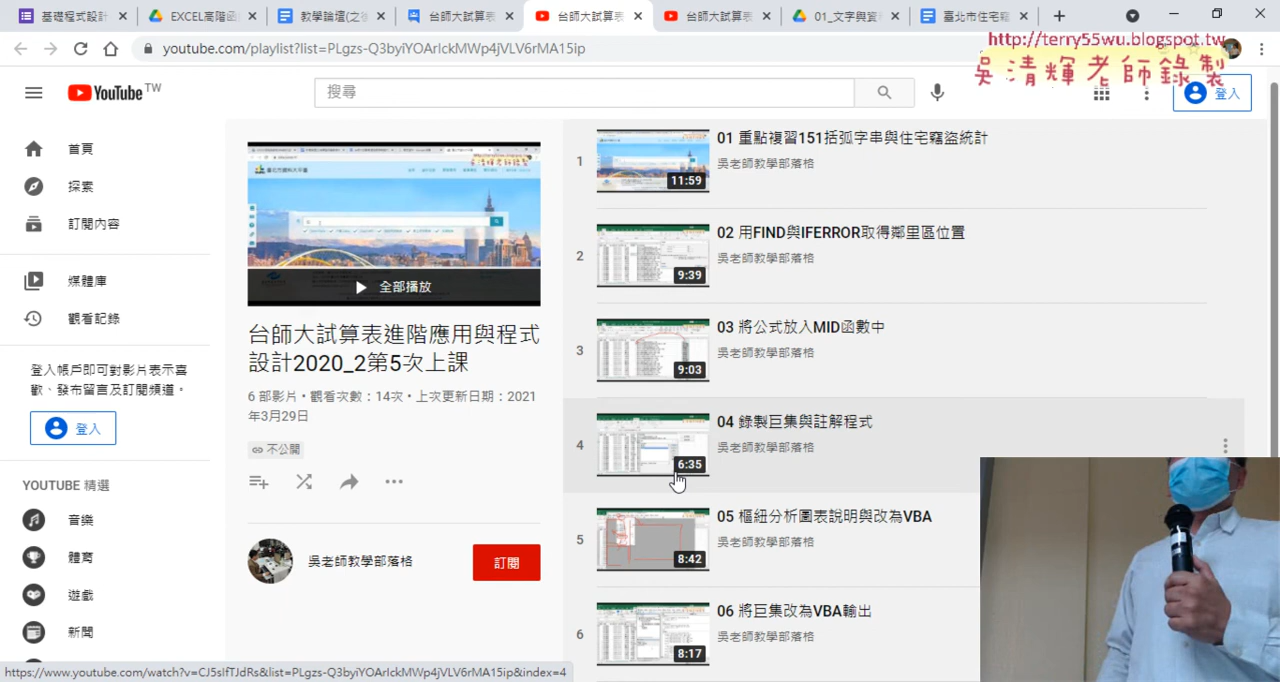 基礎程式設計
EXCEL高階函
教學論壇(之後
台師大試算表
台師大試算表
台師大試算表
01_文字與資
臺北市住宅竊
youtube.com/playlist?list=PLgzs-Q3byiYOArIckMWp4jVLV6rMA15ip
http://terry55wu.blogspot.tw
吳清輝老師錄製
YouTube TW
搜尋
登入
首頁
探索
訂閱內容
媒體庫
觀看記錄
登入帳戶即可對影片表示喜
歡、發布留言及訂閱頻道。
登入
YOUTUBE 精選
音樂
體育
遊戲
新聞
全部播放
台師大試算表進階應用與程式
設計2020_2第5次上課
6 部影片•觀看次數：14次•上次更新日期：2021
年3月29日
不公開
吳老師教學部落格
訂閱
1
11:59
01 重點複習151括弧字串與住宅竊盜統計
吳老師教學部落格
2
9:39
02 用FIND與IFERROR取得鄰里區位置
吳老師教學部落格
3
9:03
03 將公式放入MID函數中
吳老師教學部落格
4
6:35
04 錄製巨集與註解程式
吳老師教學部落格
5
8:42
05 樞紐分析圖表說明與改為VBA
吳老師教學部落格
6
8:17
06 將巨集改為VBA輸出
吳老師教學部落格
https://www.youtube.com/watch?v=CJ5sIfTJdRs&list=PLgzs-Q3byiYOArIckMWp4jVLV6rMA15ip&index=4